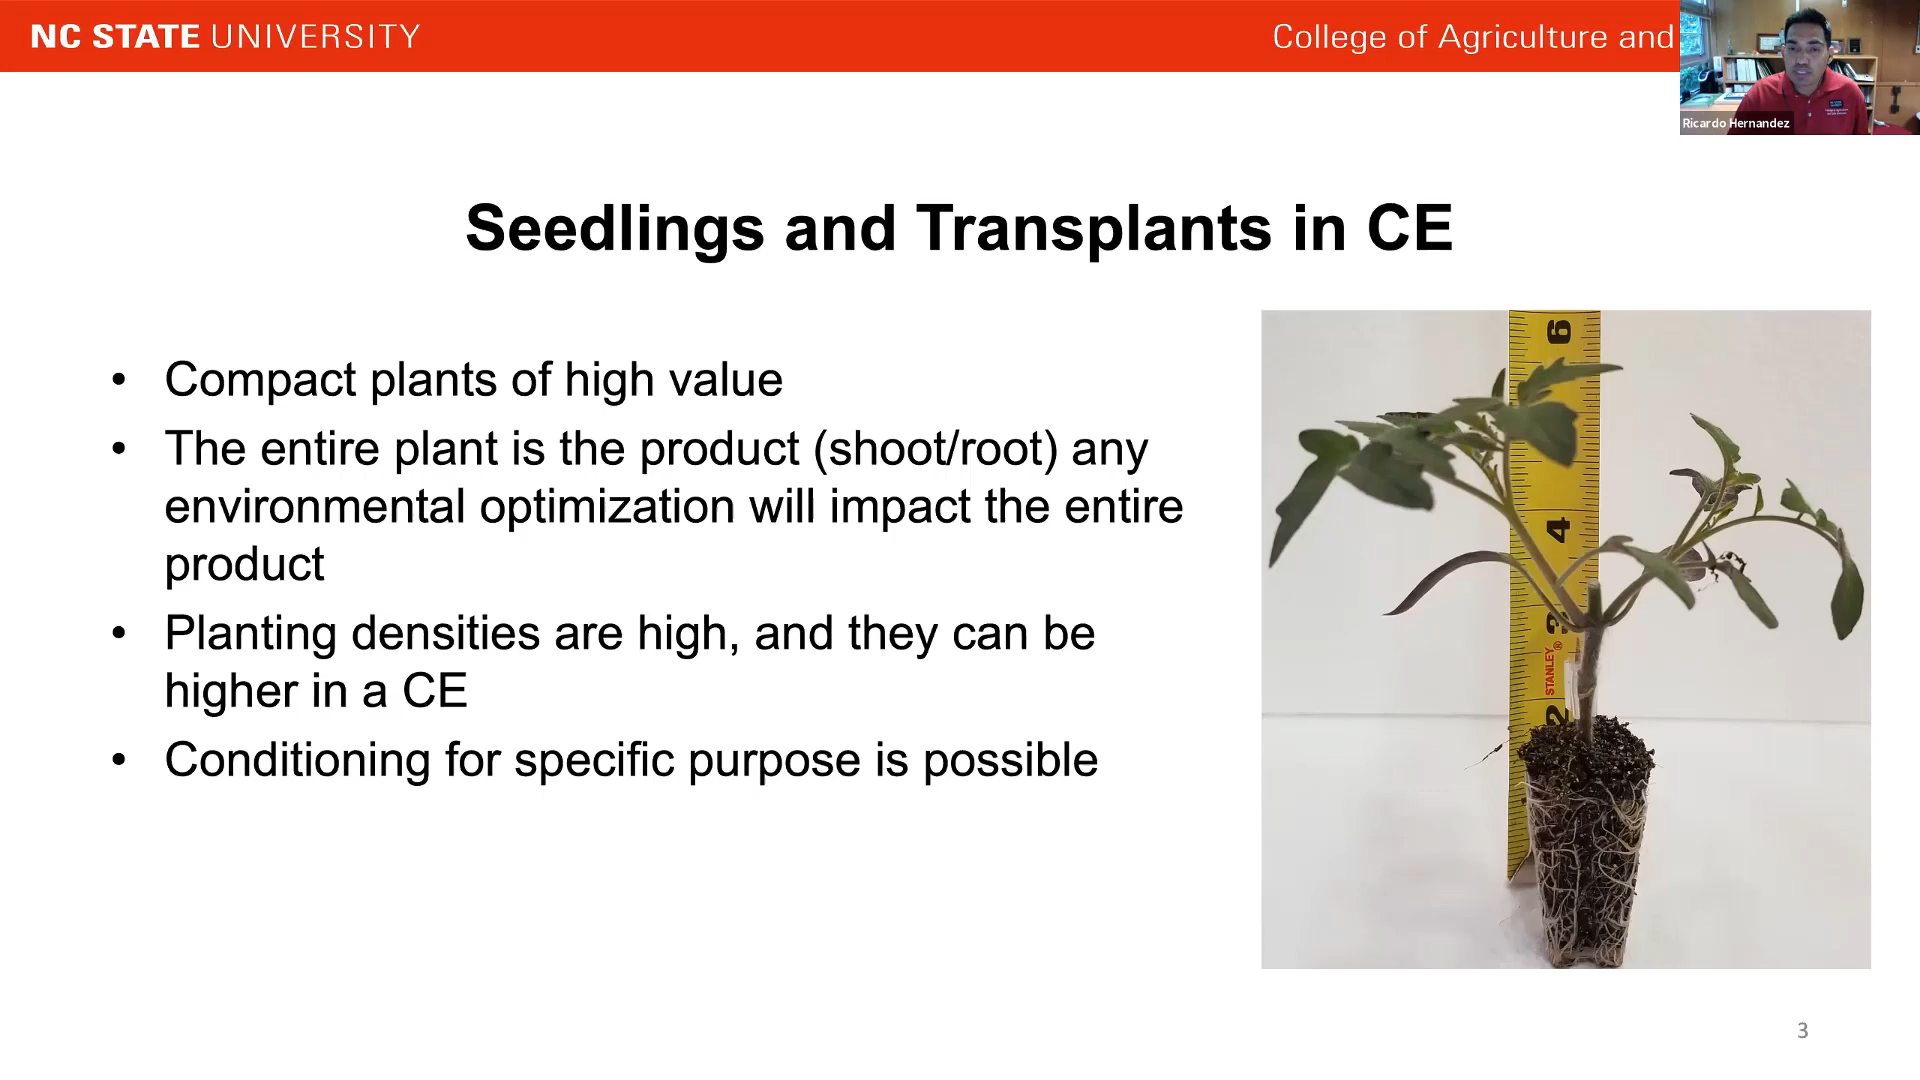 NC STATE UNIVERSITY
College of Agriculture and
Ricardo Hernandez
Seedlings and Transplants in CE
• Compact plants of high value
• The entire plant is the product (shoot/root) any
environmental optimization will impact the entire
product
• Planting densities are high, and they can be
higher in a CE
• Conditioning for specific purpose is possible
6
4
3
STANLEY®
2
3